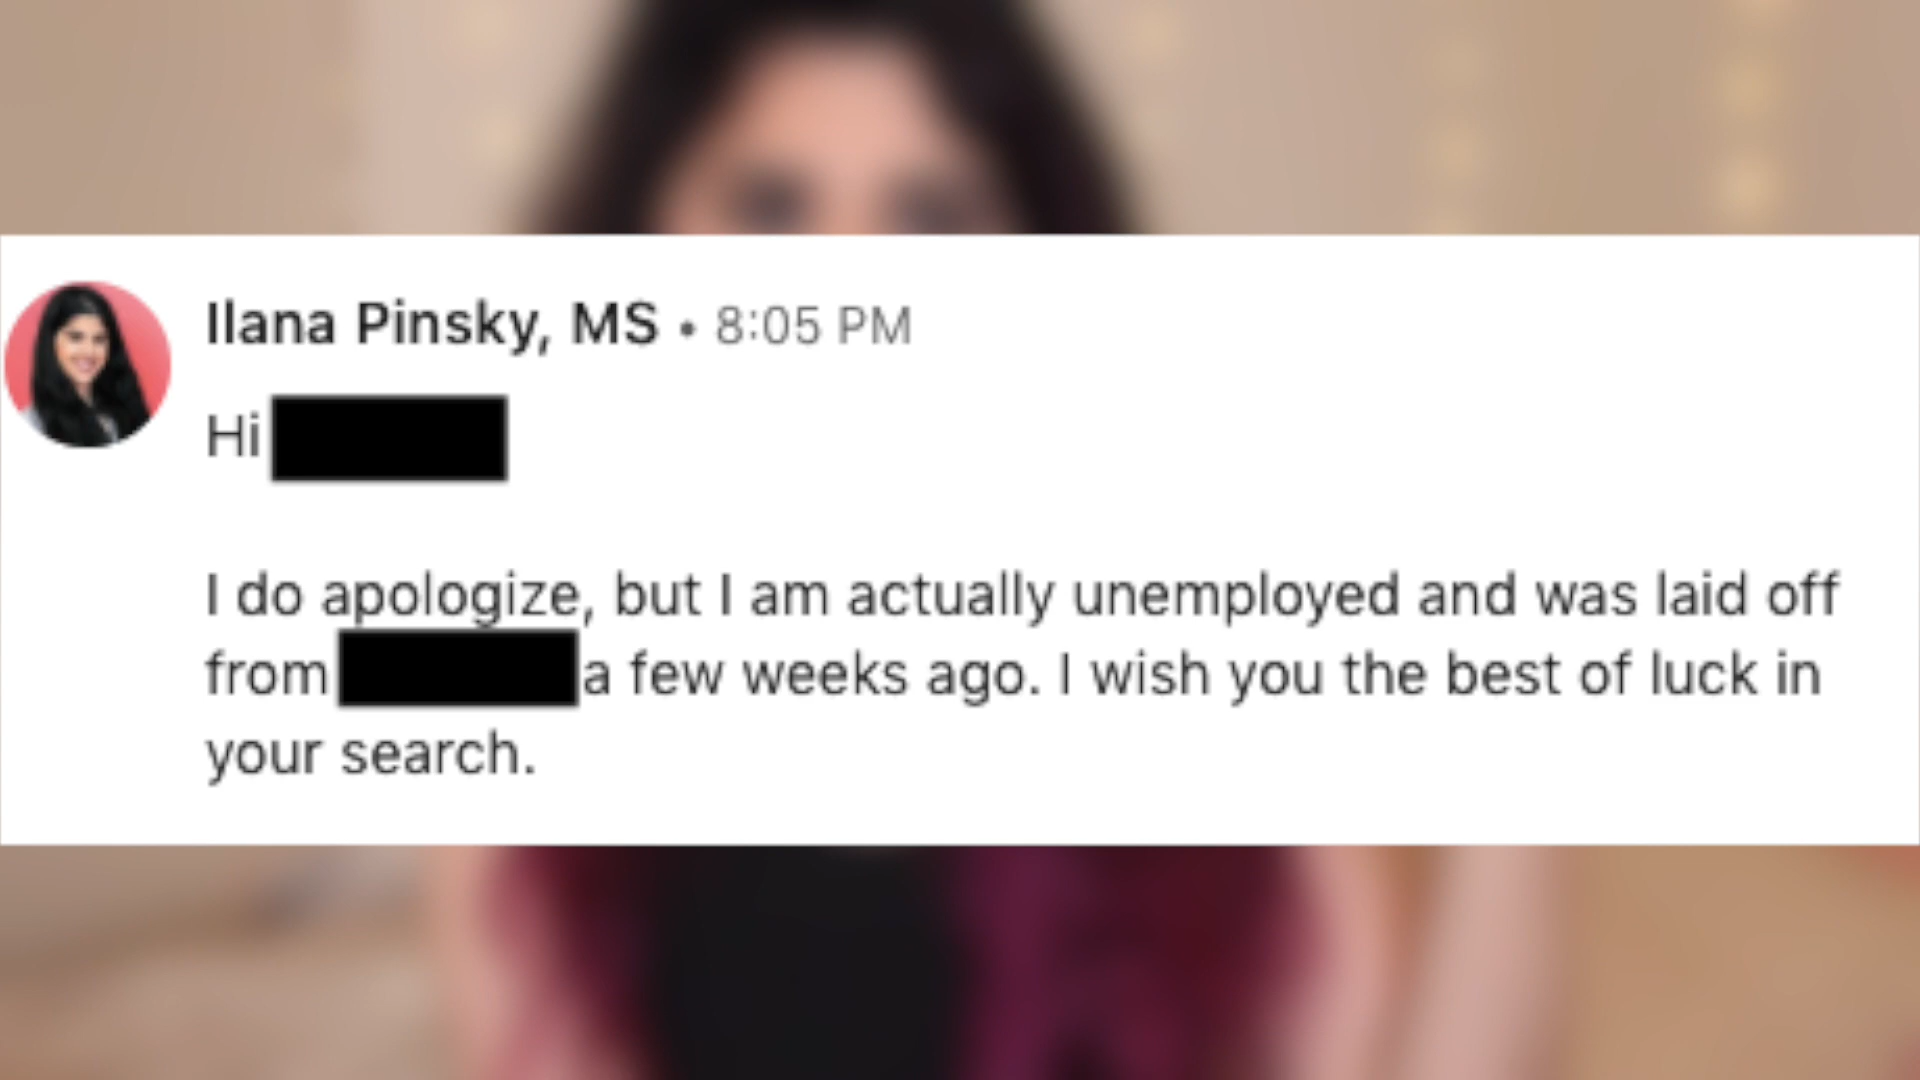 Ilana Pinsky, MS • 8:05 PM
Hi
I do apologize, but I am actually unemployed and was laid off
from a few weeks ago. I wish you the best of luck in
your search.